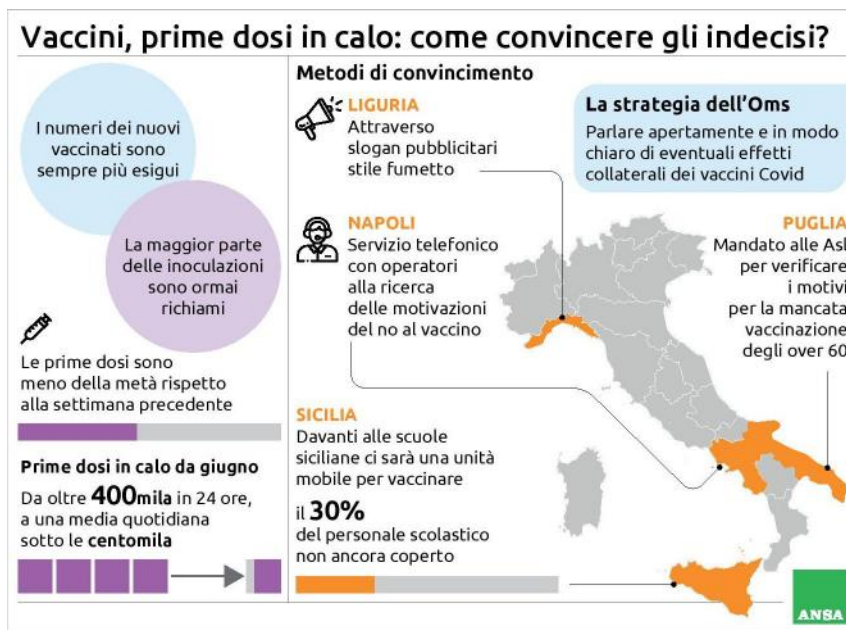 Vaccini, prime dosi in calo: come convincere gli indecisi?
I numeri dei nuovi
vaccinati sono
sempre più esigui
La maggior parte
delle inoculazioni
sono ormai
richiami
Le prime dosi sono
meno della metà rispetto
alla settimana precedente
Prime dosi in calo da giugno
Da oltre 400mila in 24 ore,
a una media quotidiana
sotto le centomila
Metodi di convincimento
LIGURIA
Attraverso
slogan pubblicitari
stile fumetto
NAPOLI
Servizio telefonico
con operatori
alla ricerca
delle motivazioni
del no al vaccino
SICILIA
Davanti alle scuole
siciliane ci sarà una unità
mobile per vaccinare
il 30%
del personale scolastico
non ancora coperto
La strategia dell'Oms
Parlare apertamente e in modo
chiaro di eventuali effetti
collaterali dei vaccini Covid
PUGLIA
Mandato alle Asl
per verificare
i motivi
per la mancata
vaccinazione
degli over 60
ANSA